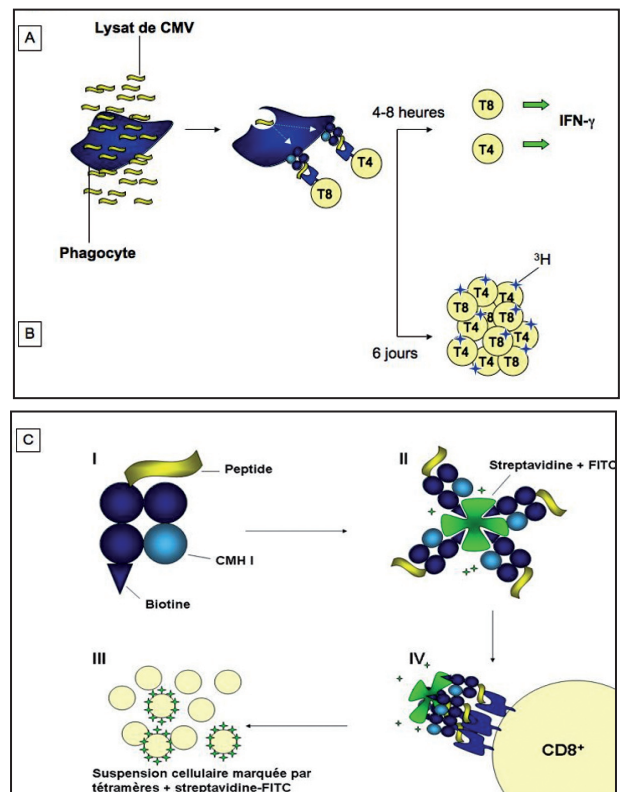 A
Lysat de CMV
4-8 heures
T8
IFN-γ
T4
T4
T8
Phagocyte
³H
T4
T4
T8
8
T8
T4
T4
T8
T4
T4
T8
B
6 jours
C
I
Peptide
CMH I
Biotine
II
Streptavidine + FITC
III
IV
CD8⁺
Suspension cellulaire marquée par
tétramères + streptavidine-FITC